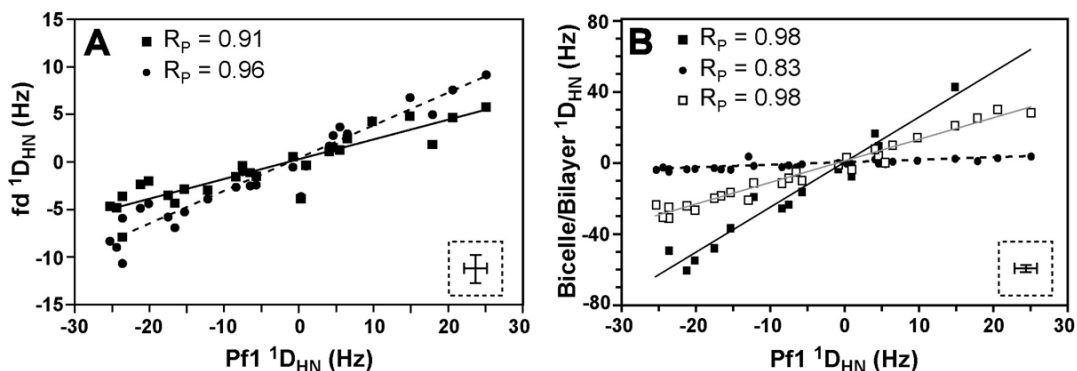 A
R_P = 0.91
R_P = 0.96
15
10
5
0
-5
-10
-15
fd ¹D_HN (Hz)
-30
-20
-10
0
10
20
30
Pf1 ¹D_HN (Hz)
B
R_P = 0.98
R_P = 0.83
R_P = 0.98
80
40
0
-40
-80
Bicelle/Bilayer ¹D_HN (Hz)
-30
-20
-10
0
10
20
30
Pf1 ¹D_HN (Hz)